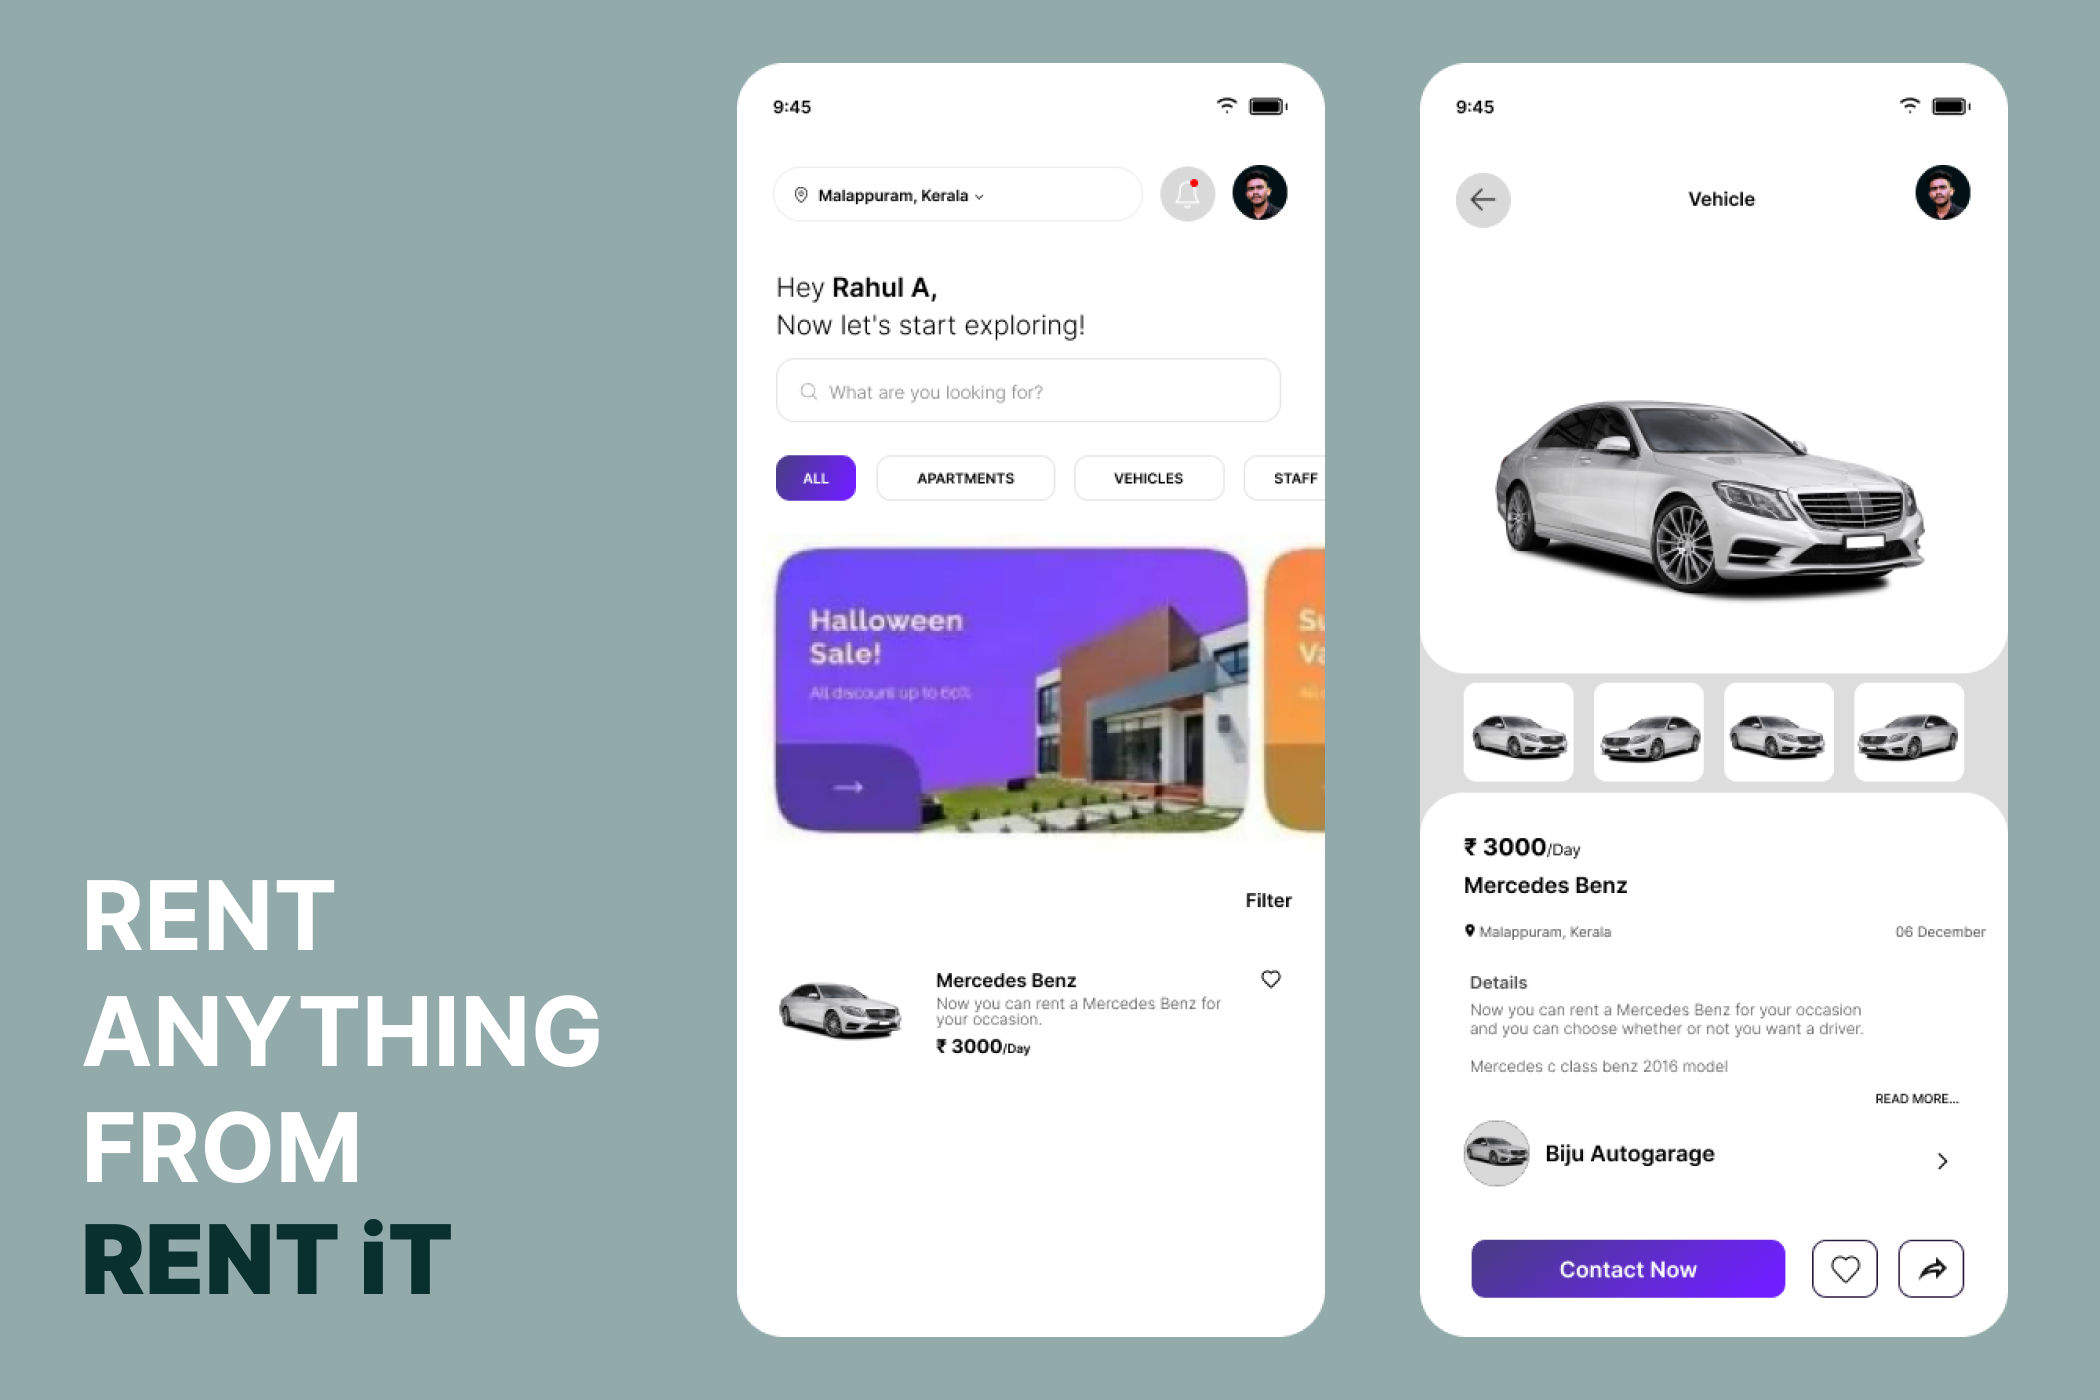 RENT
ANYTHING
FROM
RENT iT
9:45
Malappuram, Kerala
Hey Rahul A,
Now let's start exploring!
What are you looking for?
ALL
APARTMENTS
VEHICLES
STAFF
Halloween
Sale!
All discount up to 60%
Su
Va
Filter
Mercedes Benz
Now you can rent a Mercedes Benz for
your occasion.
₹ 3000/Day
9:45
Vehicle
₹ 3000/Day
Mercedes Benz
Malappuram, Kerala
06 December
Details
Now you can rent a Mercedes Benz for your occasion
and you can choose whether or not you want a driver.
Mercedes c class benz 2016 model
READ MORE...
Biju Autogarage
Contact Now